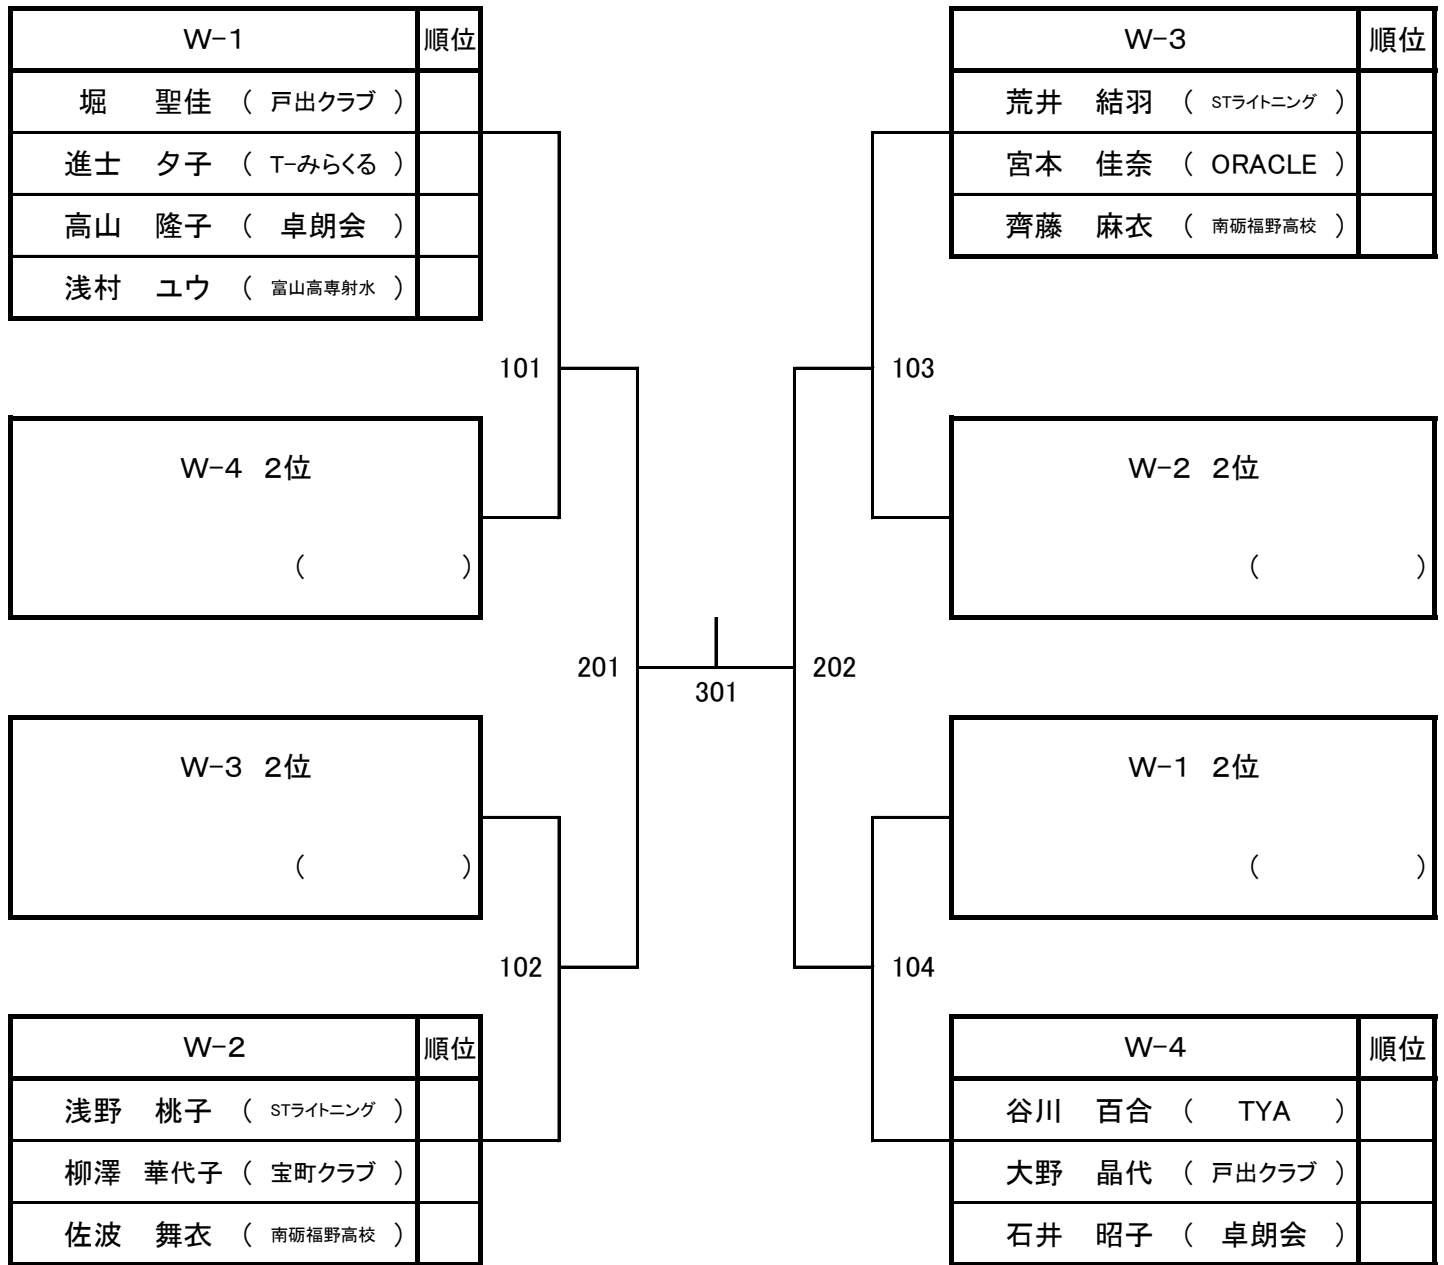 W-1 順位
堀 聖佳 ( 戸出クラブ )
進士 夕子 ( T-みらくる )
高山 隆子 ( 卓朗会 )
浅村 ユウ ( 富山高専射水 )
W-3 順位
荒井 結羽 ( STライトニング )
宮本 佳奈 ( ORACLE )
齊藤 麻衣 ( 南砺福野高校 )
101
103
W-4 2位
( )
W-2 2位
( )
201
301
202
W-3 2位
( )
W-1 2位
( )
102
104
W-2 順位
浅野 桃子 ( STライトニング )
柳澤 華代子 ( 宝町クラブ )
佐波 舞衣 ( 南砺福野高校 )
W-4 順位
谷川 百合 ( TYA )
大野 晶代 ( 戸出クラブ )
石井 昭子 ( 卓朗会 )